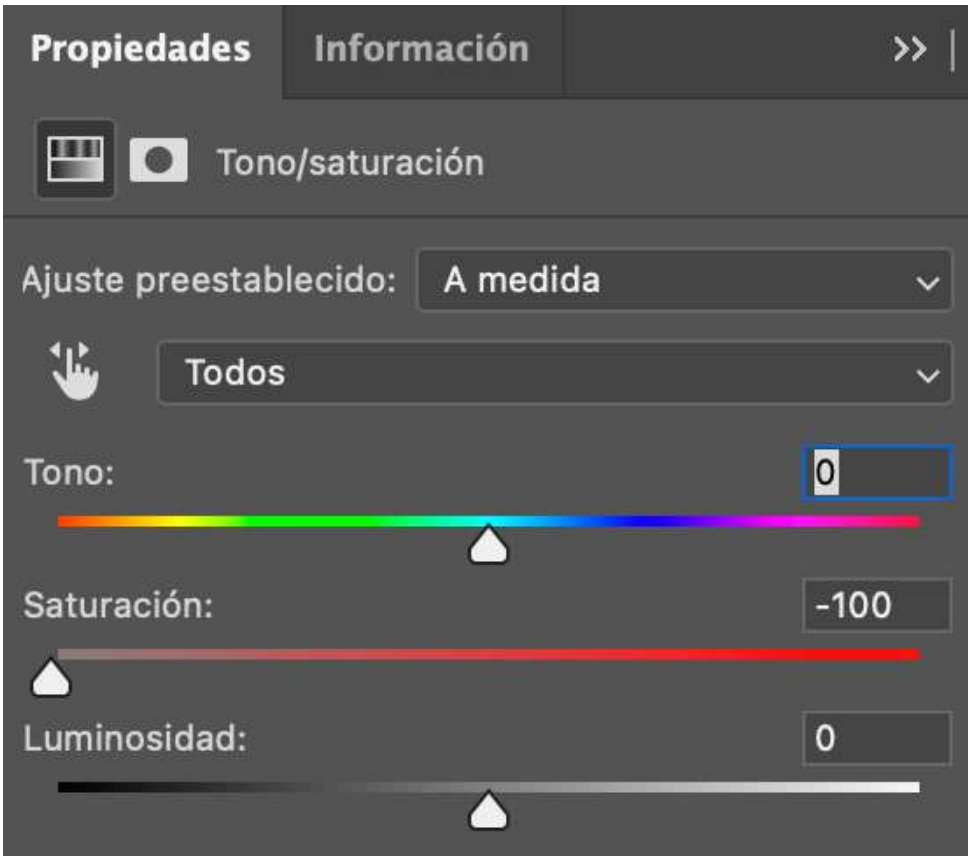 Propiedades Información
Tono/saturación
Ajuste preestablecido: A medida
Todos
Tono: 0
Saturación: -100
Luminosidad: 0